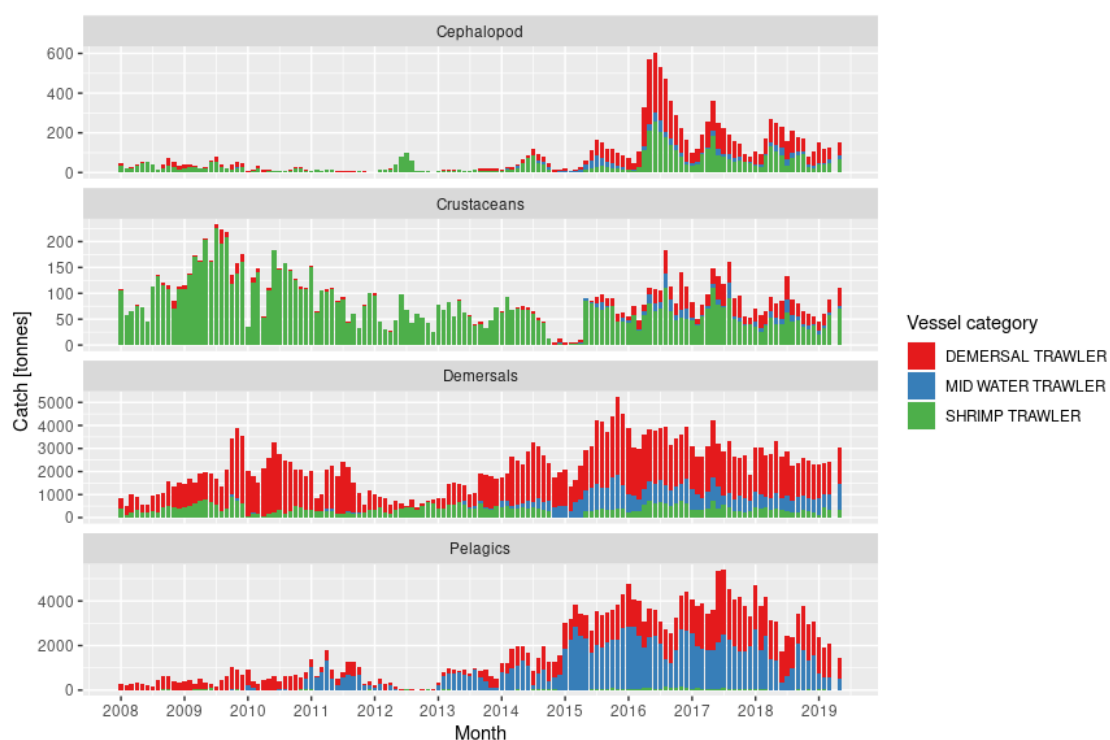 Cephalopod
600
400
200
0
Crustaceans
200
150
100
50
0
Demersals
5000
4000
3000
2000
1000
0
Pelagics
4000
2000
0
2008 2009 2010 2011 2012 2013 2014 2015 2016 2017 2018 2019
Month
Catch [tonnes]
Vessel category
DEMERSAL TRAWLER
MID WATER TRAWLER
SHRIMP TRAWLER